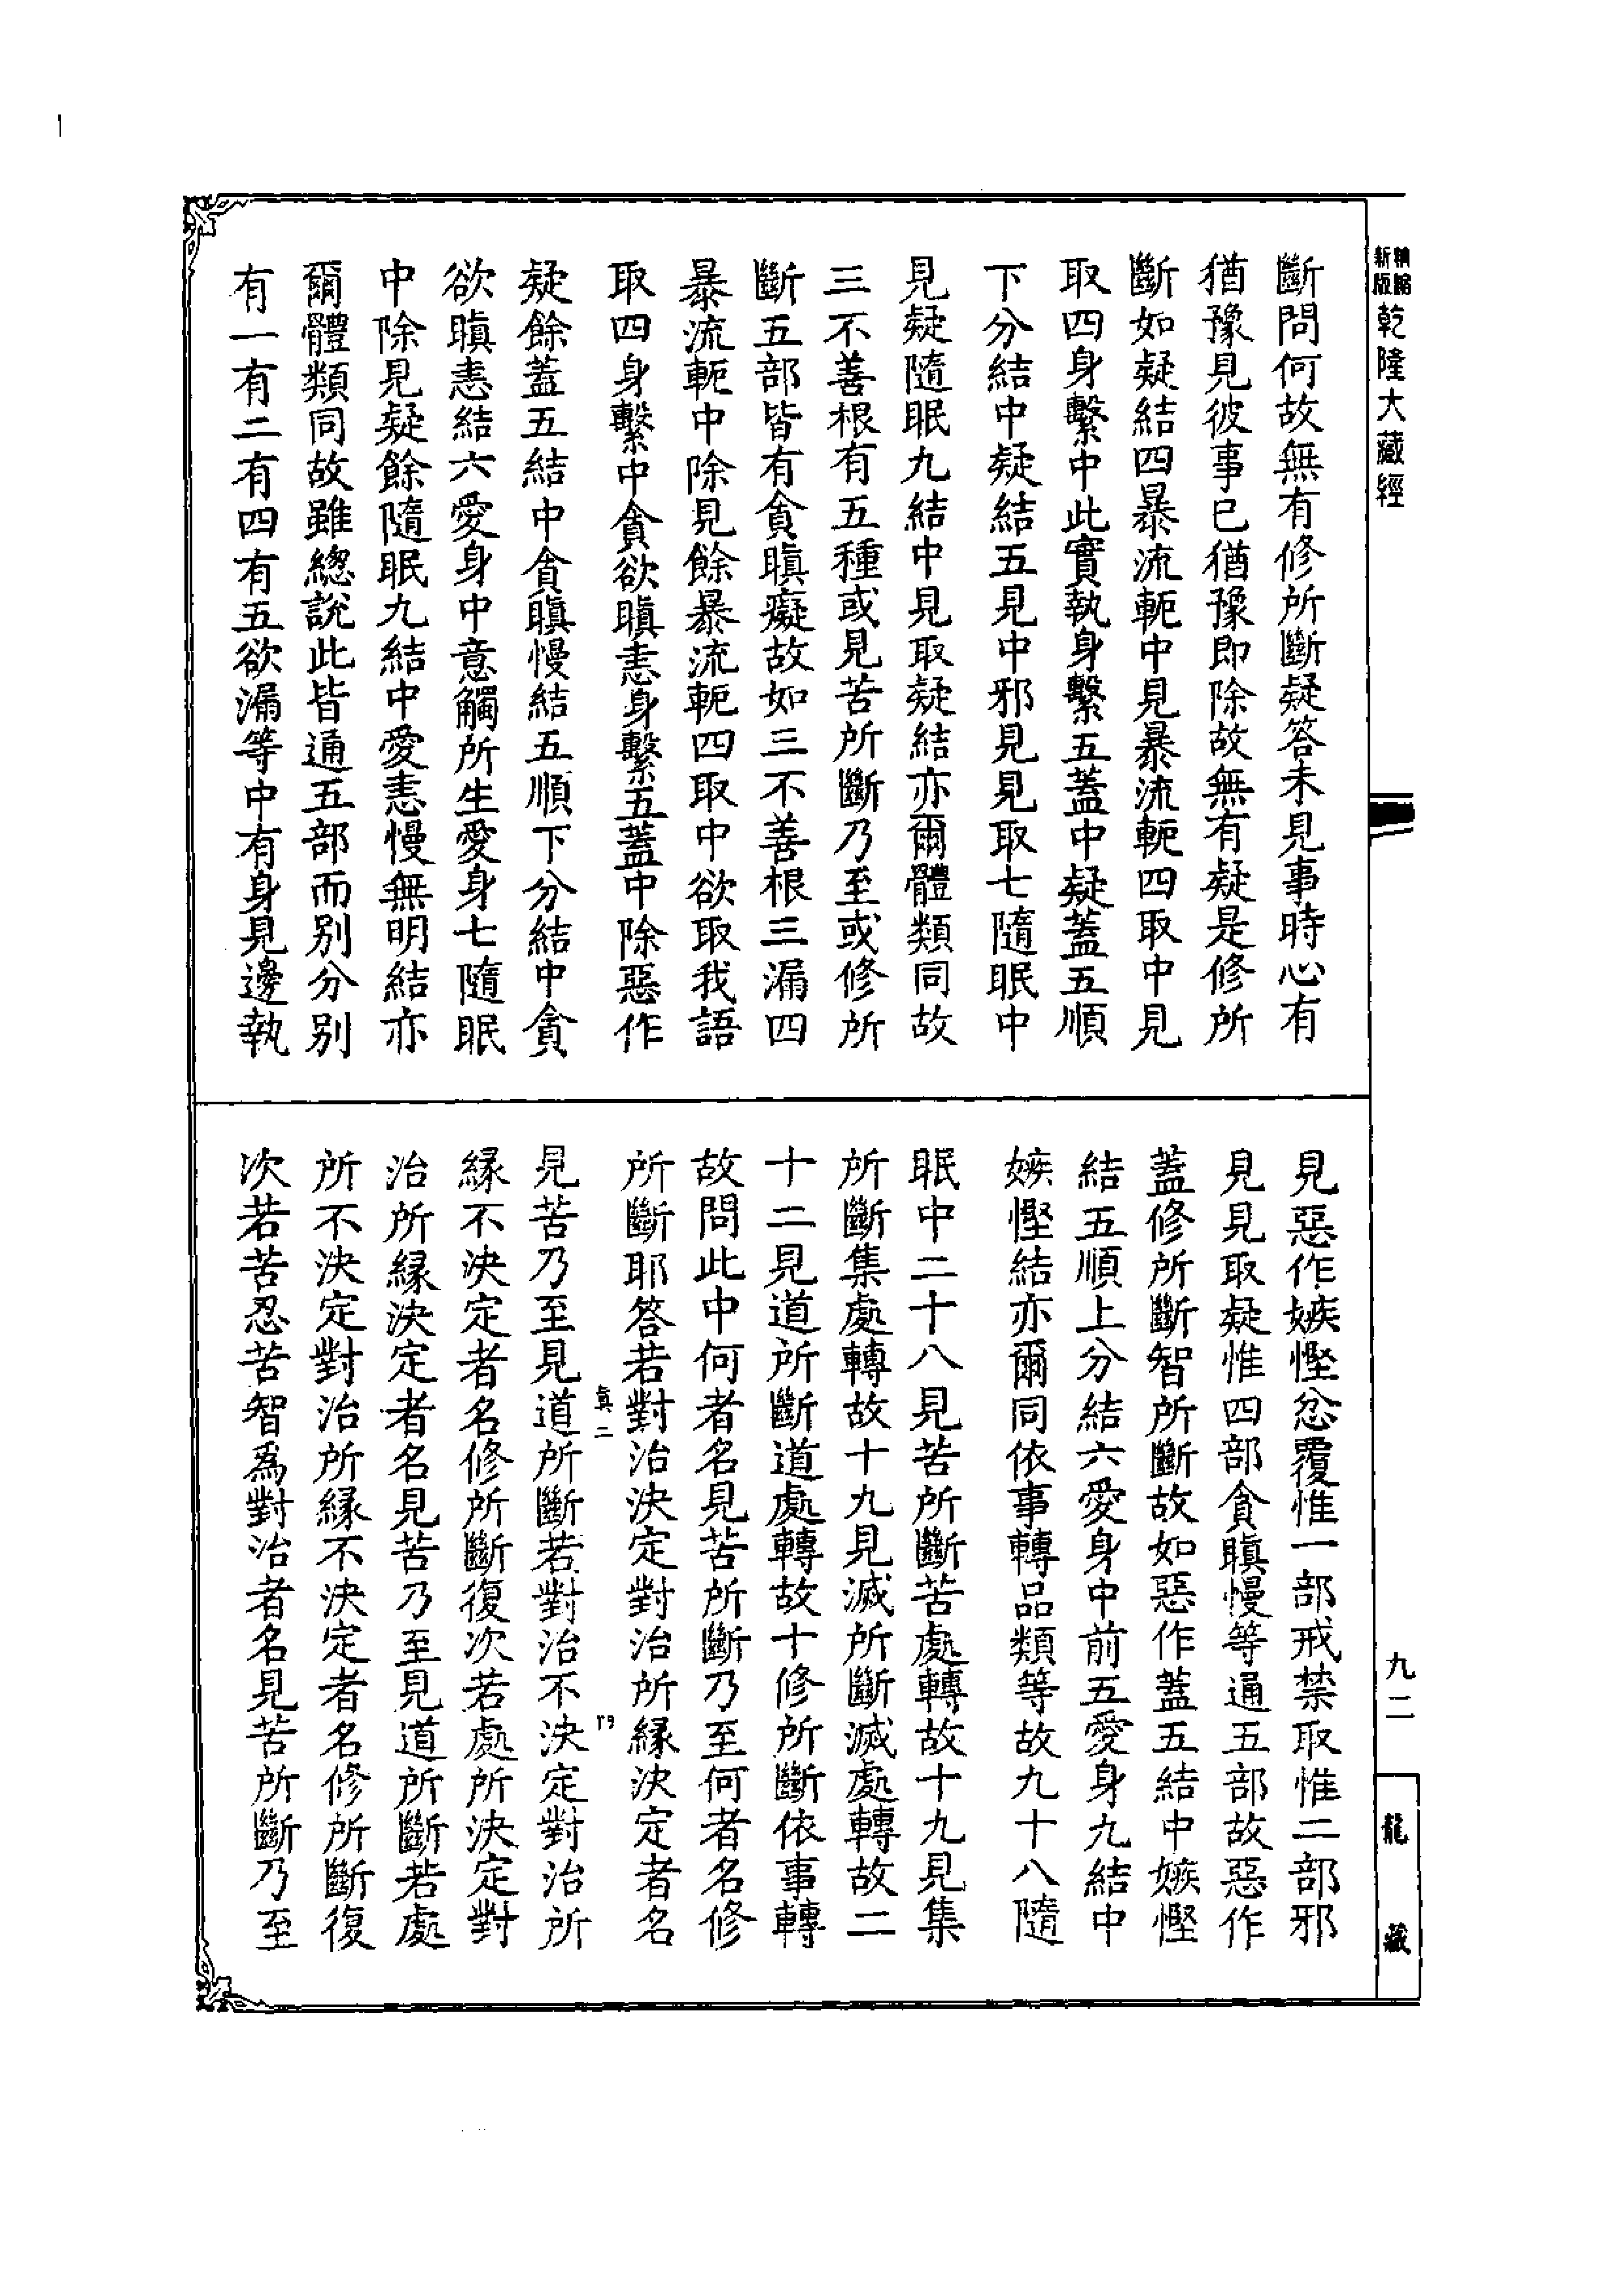 新版精縮
乾隆大藏經
斷問何故無有修所斷疑答未見事時心有
猶豫見彼事已猶豫即除故無有疑是修所
斷如疑結四暴流軛中見暴流軛四取中見
取四身繫中此實執身繫五蓋中疑蓋五順
下分結中疑結五見中邪見見取七隨眠中
見疑隨眠九結中見取疑結亦爾體類同故
三不善根有五種或見苦所斷乃至或修所
斷五部皆有貪瞋癡故如三不善根三漏四
暴流軛中除見餘暴流軛四取中欲取我語
取四身繫中貪欲瞋恚身繫五蓋中除惡作
疑餘蓋五結中貪瞋慢結五順下分結中貪
欲瞋恚結六愛身中意觸所生愛身七隨眠
中除見疑餘隨眠九結中愛恚慢無明結亦
爾體類同故雖總說此皆通五部而別分別
有一有二有四有五欲漏等中有身見邊執
見惡作嫉慳忿覆惟一部戒禁取惟二部邪
見見取疑惟四部貪瞋慢等通五部故惡作
蓋修所斷智所斷故如惡作蓋五結中嫉慳
結五順上分結六愛身中前五愛身九結中
嫉慳結亦爾同依事轉品類等故九十八隨
眠中二十八見苦所斷苦處轉故十九見集
所斷集處轉故十九見滅所斷滅處轉故二
十二見道所斷道處轉故十修所斷依事轉
故問此中何者名見苦所斷乃至何者名修
所斷耶答若對治決定對治所緣決定者名
真二
見苦乃至見道所斷若對治不決定對治所
緣不決定者名修所斷復次若處所決定對
治所緣決定者名見苦乃至見道所斷若處
所不決定對治所緣不決定者名修所斷復
次若苦忍苦智為對治者名見苦所斷乃至
九二
龍藏